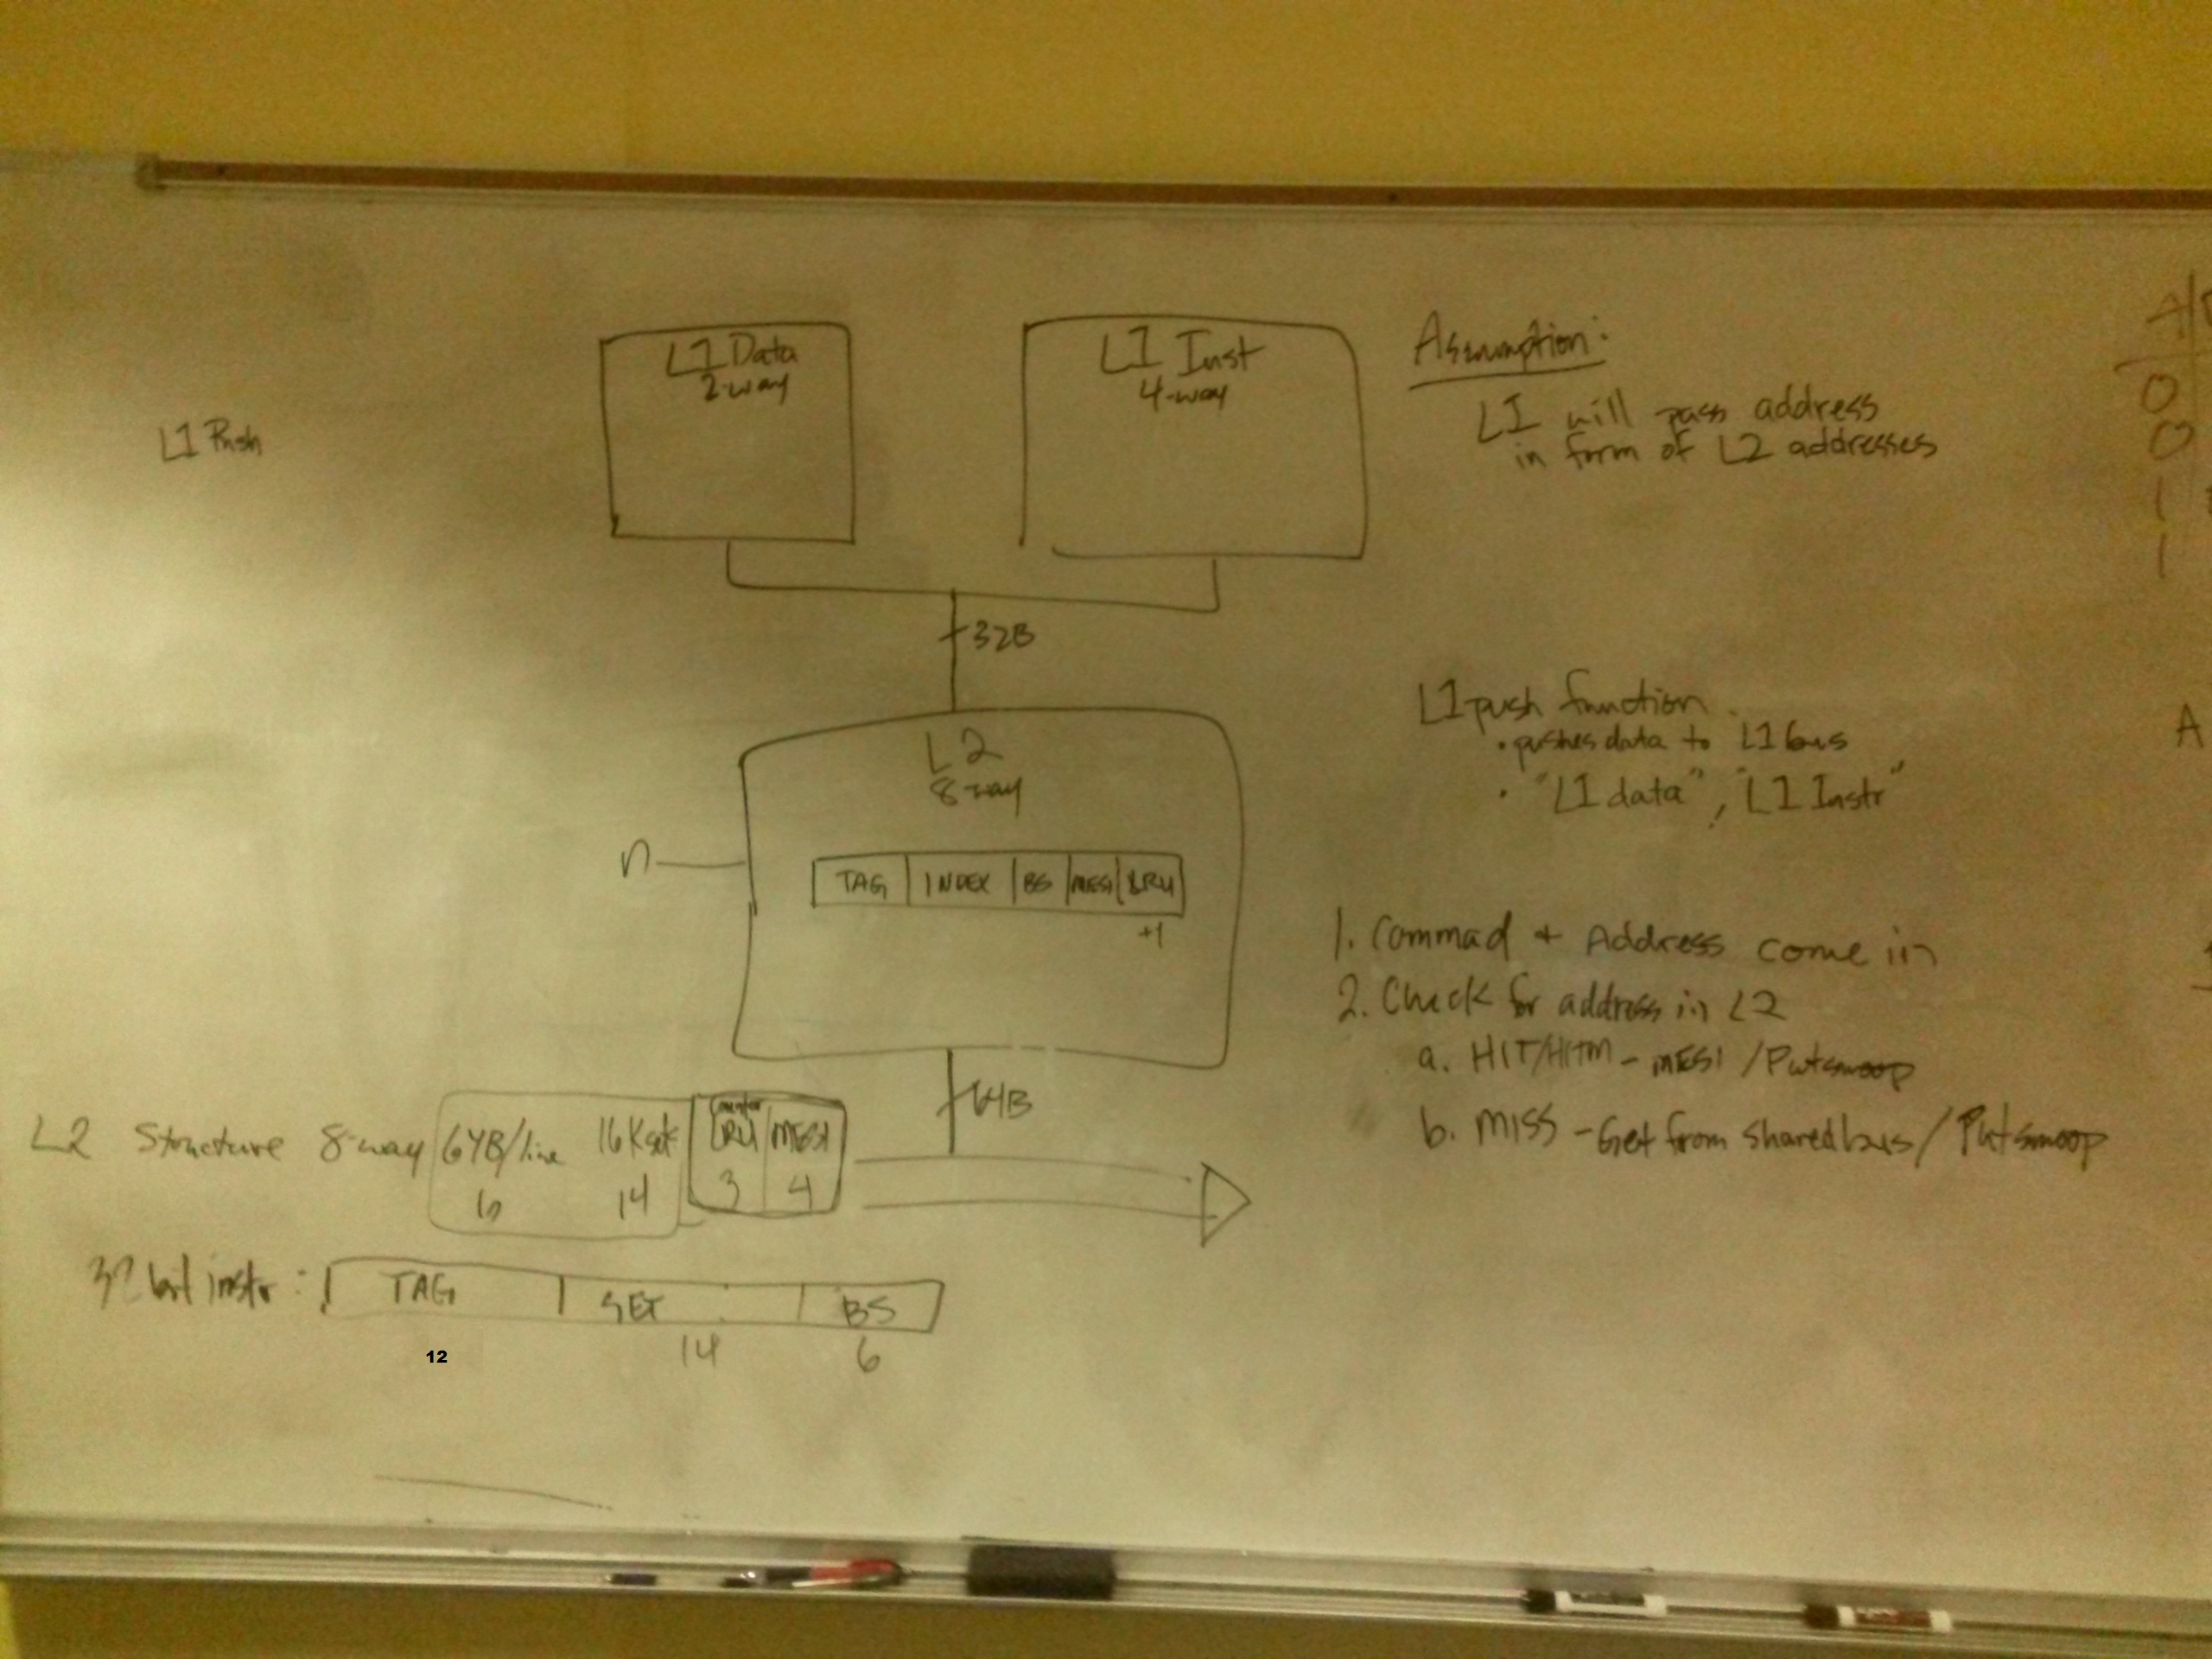 L1 Data
2-way
L1 Inst
4-way
Assumption:
L1 will pass address
in form of L2 addresses
L1 Push
A
0
0
1
1
32B
L1 push function
• pushes data to L1 bus
• "L1 data", "L1 Instr"
A
L2
8-way
n
TAG INDEX BS MESI LRU
+1
1. Commad + Address come in
2. Check for address in L2
a. HIT/HITM - MESI / Putsnoop
b. MISS - Get from shared bus / Putsnoop
64B
L2 Structure 8-way 64B/line 16K sets Counter LRU MESI
6 14 3 4
32 bit instr: TAG SET BS
12 14 6